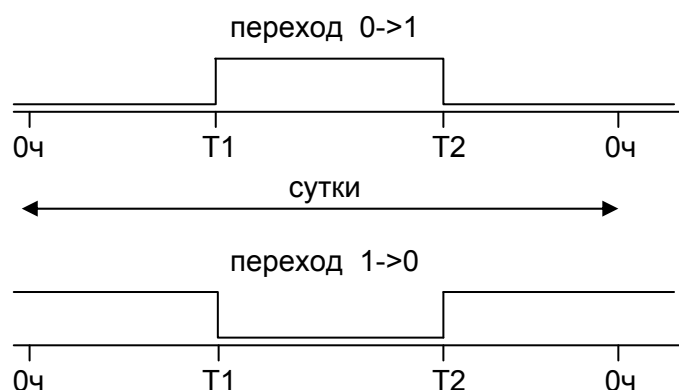 переход 0->1
0ч T1 T2 0ч
сутки
переход 1->0
0ч T1 T2 0ч